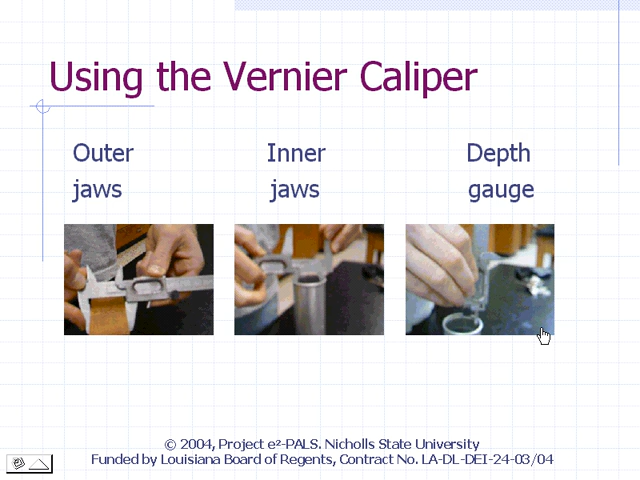 Using the Vernier Caliper
Outer Inner Depth
jaws jaws gauge
© 2004, Project e²-PALS. Nicholls State University
Funded by Louisiana Board of Regents, Contract No. LA-DL-DEI-24-03/04